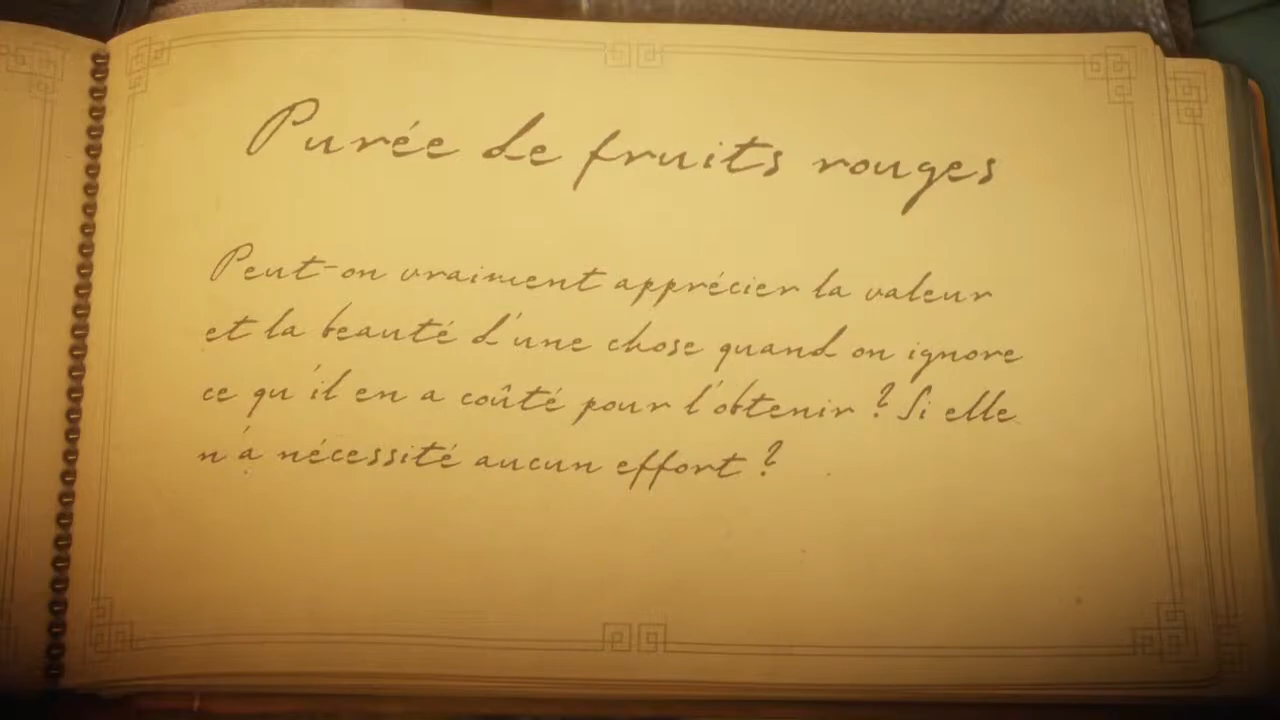 Purée de fruits rouges
Peut-on vraiment apprécier la valeur
et la beauté d'une chose quand on ignore
ce qu'il en a coûté pour l'obtenir ? Si elle
n'a nécessité aucun effort ?